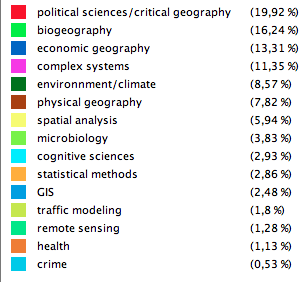 political sciences/critical geography (19,92 %)
biogeography (16,24 %)
economic geography (13,31 %)
complex systems (11,35 %)
environnment/climate (8,57 %)
physical geography (7,82 %)
spatial analysis (5,94 %)
microbiology (3,83 %)
cognitive sciences (2,93 %)
statistical methods (2,86 %)
GIS (2,48 %)
traffic modeling (1,8 %)
remote sensing (1,28 %)
health (1,13 %)
crime (0,53 %)